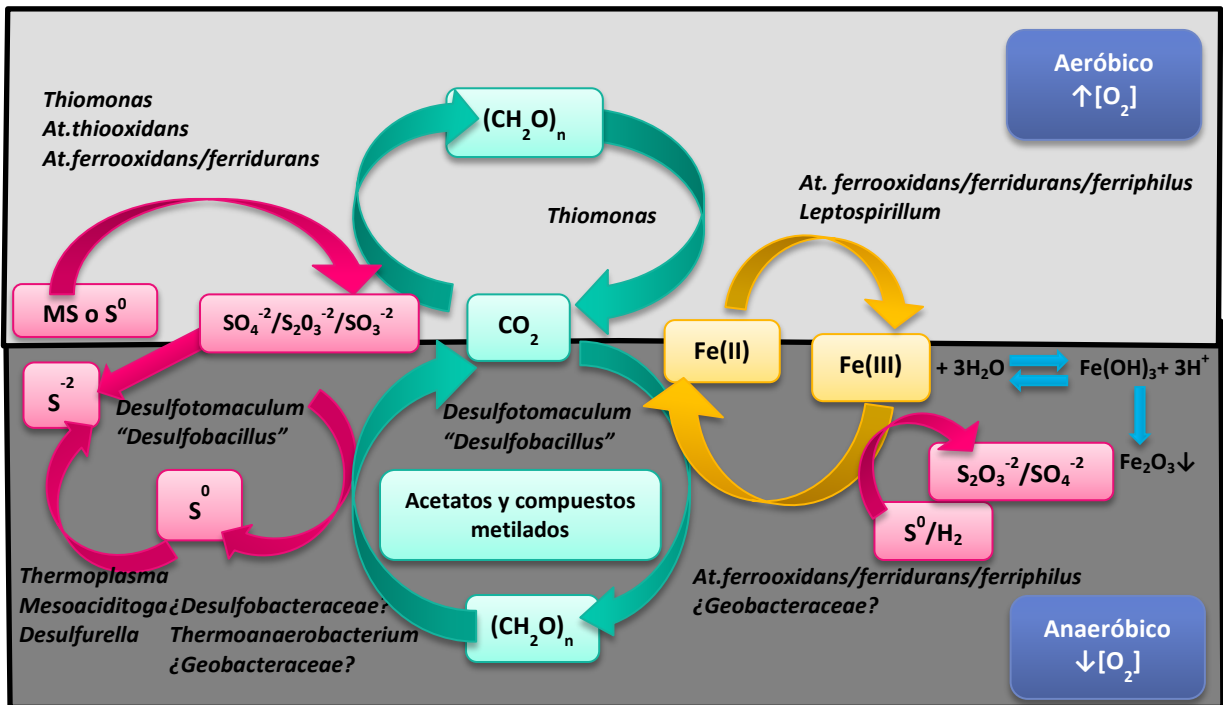 Aeróbico
↑[O₂]
Thiomonas
At.thiooxidans
At.ferrooxidans/ferridurans
(CH₂O)ₙ
Thiomonas
At. ferrooxidans/ferridurans/ferriphilus
Leptospirillum
MS o S⁰
SO₄⁻²/S₂0₃⁻²/SO₃⁻²
CO₂
Fe(II)
Fe(III)
+ 3H₂O
Fe(OH)₃+ 3H⁺
S⁻²
Desulfotomaculum
“Desulfobacillus”
Desulfotomaculum
“Desulfobacillus”
Fe₂O₃↓
S₂O₃⁻²/SO₄⁻²
S⁰
Acetatos y compuestos
metilados
S⁰/H₂
Thermoplasma
Mesoaciditoga
Desulfurella
¿Desulfobacteraceae?
Thermoanaerobacterium
¿Geobacteraceae?
(CH₂O)ₙ
At.ferrooxidans/ferridurans/ferriphilus
¿Geobacteraceae?
Anaeróbico
↓[O₂]